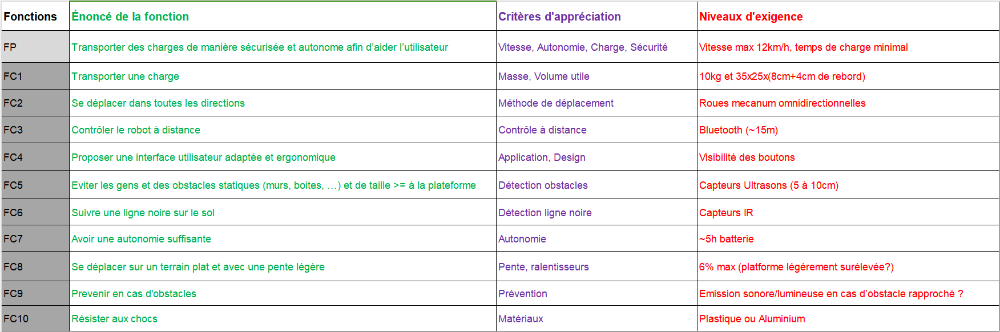 Fonctions Énoncé de la fonction Critères d'appréciation Niveaux d'exigence
FP Transporter des charges de manière sécurisée et autonome afin d’aider l’utilisateur Vitesse, Autonomie, Charge, Sécurité Vitesse max 12km/h, temps de charge minimal
FC1 Transporter une charge Masse, Volume utile 10kg et 35x25x(8cm+4cm de rebord)
FC2 Se déplacer dans toutes les directions Méthode de déplacement Roues mecanum omnidirectionnelles
FC3 Contrôler le robot à distance Contrôle à distance Bluetooth (~15m)
FC4 Proposer une interface utilisateur adaptée et ergonomique Application, Design Visibilité des boutons
FC5 Eviter les gens et des obstacles statiques (murs, boites, …) et de taille >= à la plateforme Détection obstacles Capteurs Ultrasons (5 à 10cm)
FC6 Suivre une ligne noire sur le sol Détection ligne noire Capteurs IR
FC7 Avoir une autonomie suffisante Autonomie ~5h batterie
FC8 Se déplacer sur un terrain plat et avec une pente légère Pente, ralentisseurs 6% max (platforme légérement surélevée?)
FC9 Prevenir en cas d'obstacles Prévention Emission sonore/lumineuse en cas d’obstacle rapproché ?
FC10 Résister aux chocs Matériaux Plastique ou Aluminium